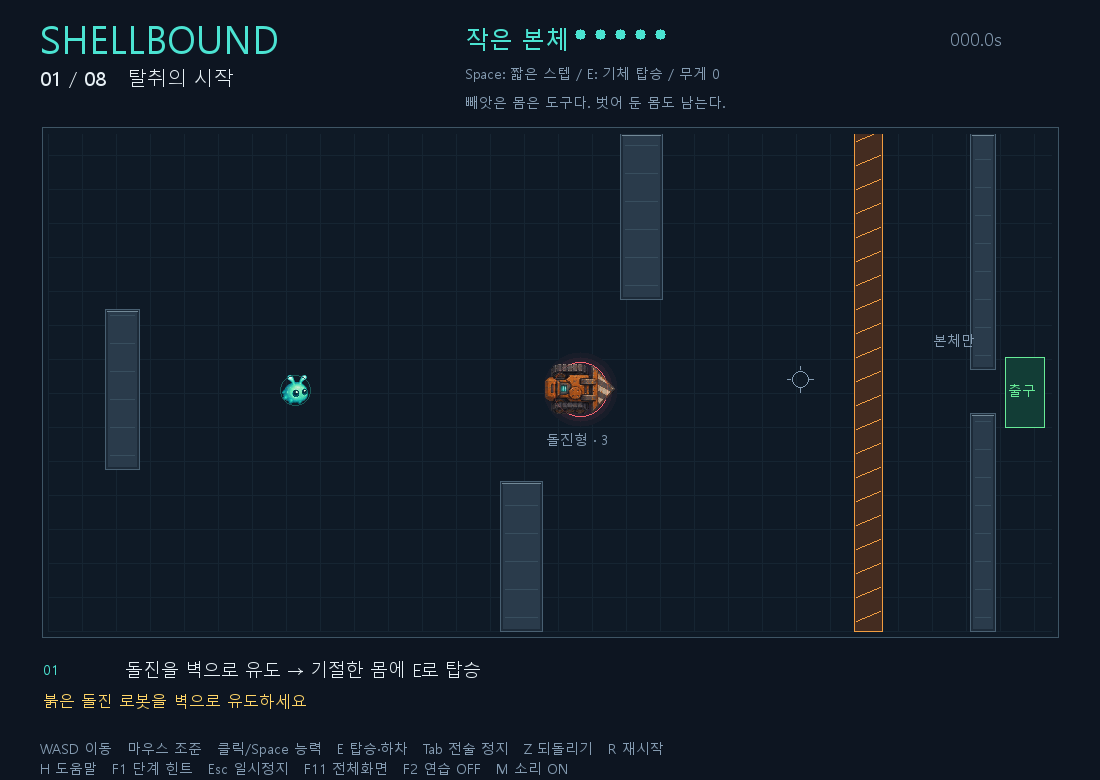 SHELLBOUND
작은 본체
000.0s
01 / 08 탈취의 시작
Space: 짧은 스텝 / E: 기체 탑승 / 무게 0
빼앗은 몸은 도구다. 벗어 둔 몸도 남는다.
본체만
출구
돌진형 · 3
01 돌진을 벽으로 유도 → 기절한 몸에 E로 탑승
붉은 돌진 로봇을 벽으로 유도하세요
WASD 이동 마우스 조준 클릭/Space 능력 E 탑승·하차 Tab 전술 정지 Z 되돌리기 R 재시작
H 도움말 F1 단계 힌트 Esc 일시정지 F11 전체화면 F2 연습 OFF M 소리 ON